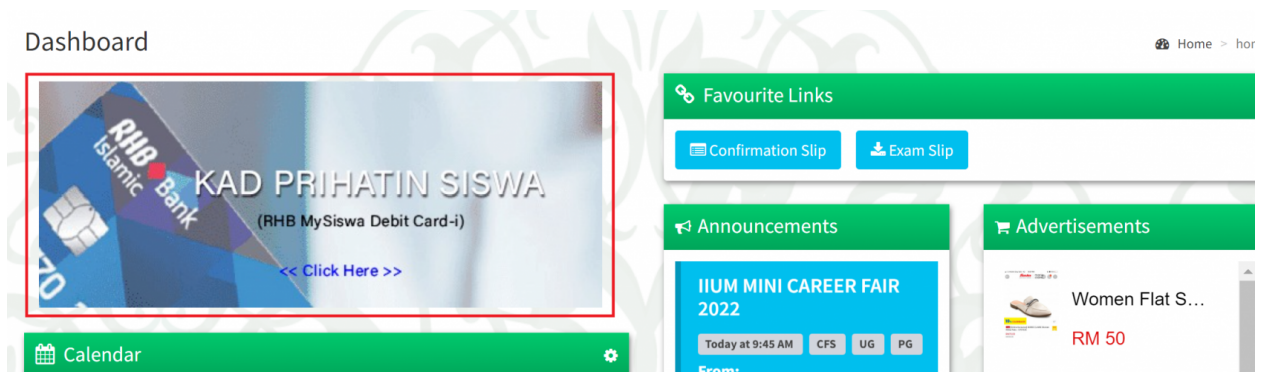 Dashboard
Home > hor
RHB
Islamic Bank
KAD PRIHATIN SISWA
(RHB MySiswa Debit Card-i)
<< Click Here >>
Calendar
Favourite Links
Confirmation Slip
Exam Slip
Announcements
IIUM MINI CAREER FAIR
2022
Today at 9:45 AM CFS UG PG
From:
Advertisements
Women Flat S...
RM 50